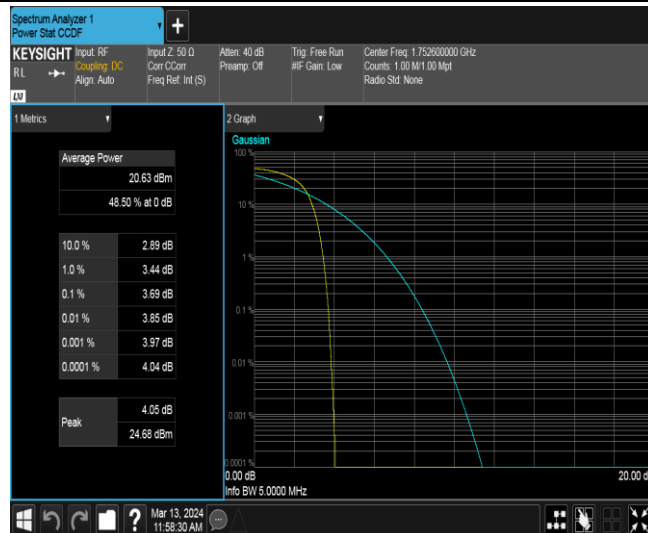 Spectrum Analyzer 1
Power Stat CCDF
+
KEYSIGHT
RL
LXI
Input: RF
Coupling: DC
Align: Auto
Input Z: 50 Ω
Corr CCorr
Freq Ref: Int (S)
Atten: 40 dB
Preamp: Off
Trig: Free Run
#IF Gain: Low
Center Freq: 1.752600000 GHz
Counts: 1.00 M/1.00 Mpt
Radio Std: None
1 Metrics
Average Power
20.63 dBm
48.50 % at 0 dB
10.0 % 2.89 dB
1.0 % 3.44 dB
0.1 % 3.69 dB
0.01 % 3.85 dB
0.001 % 3.97 dB
0.0001 % 4.04 dB
Peak
4.05 dB
24.68 dBm
2 Graph
Gaussian
100 %
10 %
1 %
0.1 %
0.01 %
0.001 %
0.0001 %
0.00 dB
20.00 d
Info BW 5.0000 MHz
?
Mar 13, 2024
11:58:30 AM